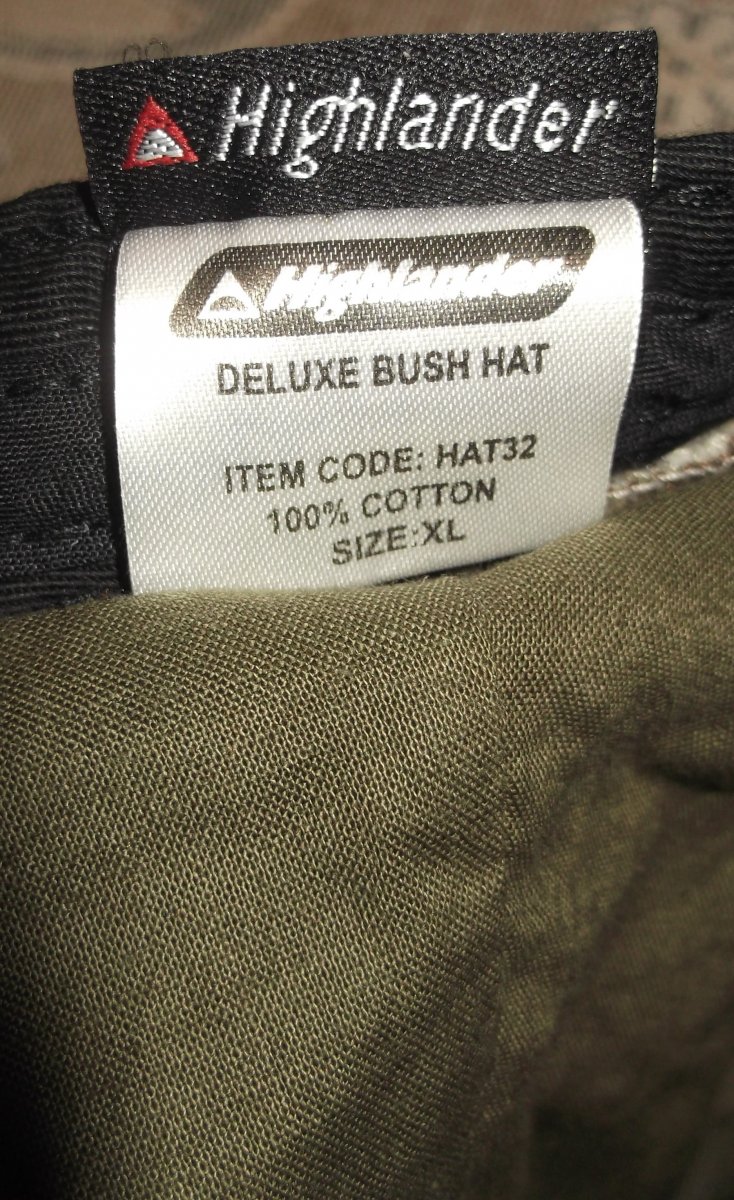 Highlander
Highlander
DELUXE BUSH HAT
ITEM CODE: HAT32
100% COTTON
SIZE:XL